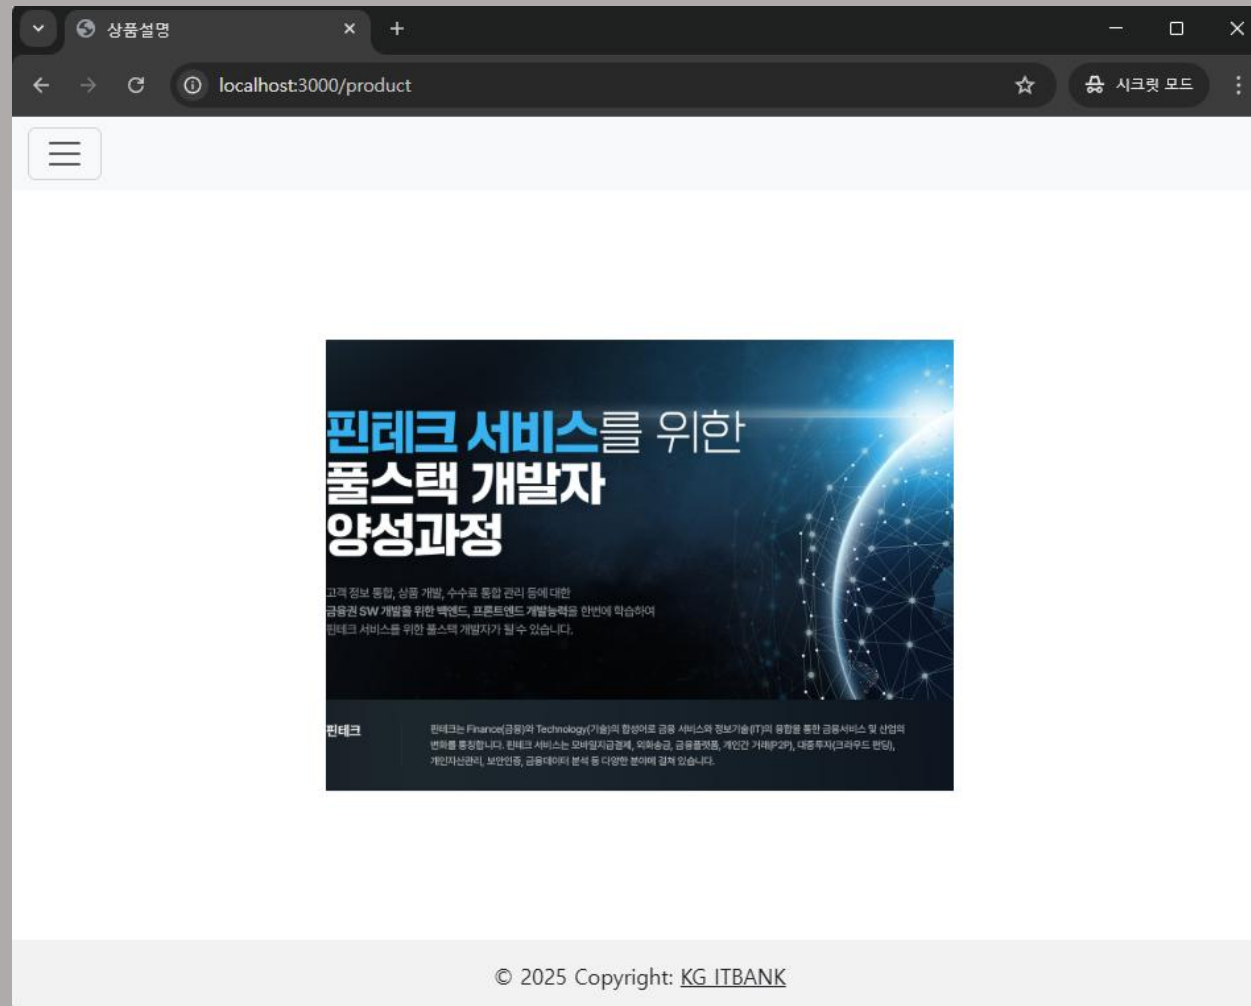 상품설명
localhost:3000/product
시크릿 모드
핀테크 서비스를 위한
풀스택 개발자
양성과정
고객 정보 통합, 상품 개발, 수수료 통합 관리 등에 대한
금융권 SW 개발을 위한 백엔드, 프론트엔드 개발능력을 한번에 학습하여
핀테크 서비스를 위한 풀스택 개발자가 될 수 있습니다.
핀테크
핀테크는 Finance(금융)와 Technology(기술)의 합성어로 금융 서비스와 정보기술(IT)의 융합을 통한 금융서비스 및 산업의
변화를 통칭합니다. 핀테크 서비스는 모바일지급결제, 외화송금, 금융플랫폼, 개인간 거래(P2P), 대중투자(크라우드 펀딩),
개인자산관리, 보안인증, 금융데이터 분석 등 다양한 분야에 걸쳐 있습니다.
© 2025 Copyright: KG ITBANK